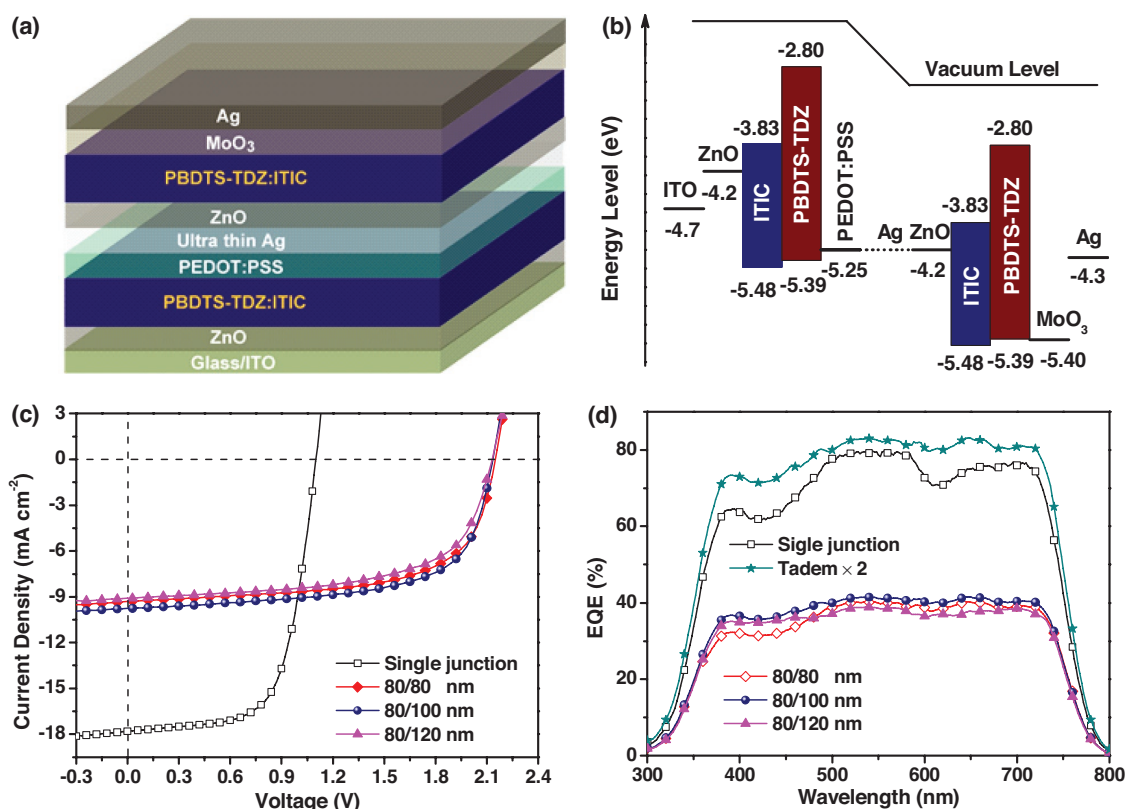 (a)
Ag
MoO₃
PBDTS-TDZ:ITIC
ZnO
Ultra thin Ag
PEDOT:PSS
PBDTS-TDZ:ITIC
ZnO
Glass/ITO
(b)
Energy Level (eV)
Vacuum Level
-2.80
-3.83
ZnO
-4.2
ITO
-4.7
ITIC
PBDTS-TDZ
PEDOT:PSS
-5.25
-5.48
-5.39
Ag
ZnO
-4.2
-2.80
-3.83
ITIC
PBDTS-TDZ
Ag
-4.3
MoO₃
-5.48
-5.39
-5.40
(c)
Current Density (mA cm⁻²)
3
0
-3
-6
-9
-12
-15
-18
Single junction
80/80 nm
80/100 nm
80/120 nm
-0.3 0.0 0.3 0.6 0.9 1.2 1.5 1.8 2.1 2.4
Voltage (V)
(d)
EQE (%)
80
60
40
20
0
Sigle junction
Tadem × 2
80/80 nm
80/100 nm
80/120 nm
300 400 500 600 700 800
Wavelength (nm)